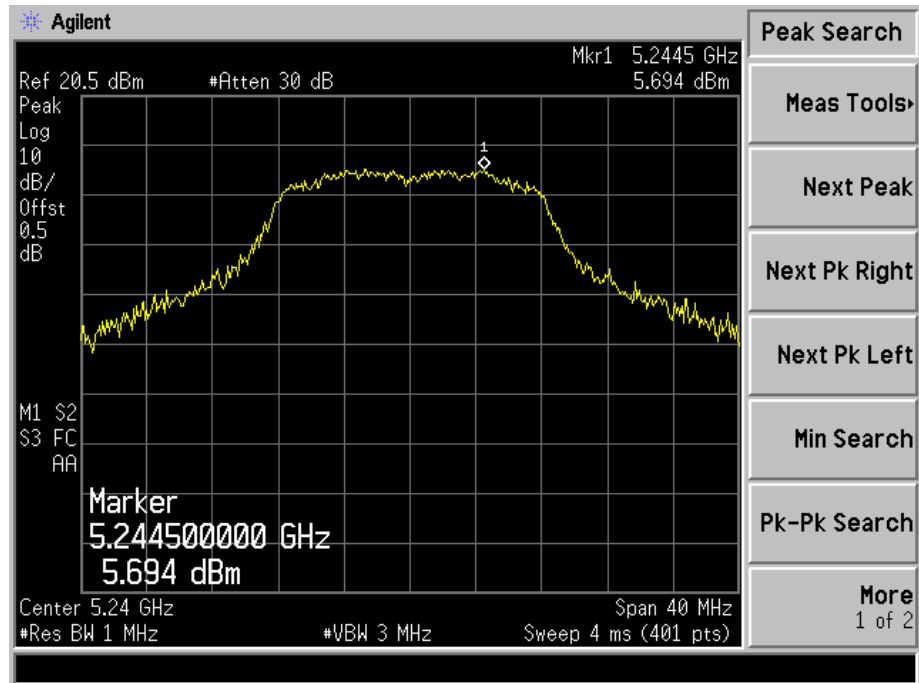 Agilent
Peak Search
Mkr1 5.2445 GHz
Ref 20.5 dBm #Atten 30 dB 5.694 dBm
Peak
Log
10
dB/
Offst
0.5
dB
1
M1 S2
S3 FC
AA
Marker
5.244500000 GHz
5.694 dBm
Center 5.24 GHz Span 40 MHz
#Res BW 1 MHz #VBW 3 MHz Sweep 4 ms (401 pts)
Meas Tools
Next Peak
Next Pk Right
Next Pk Left
Min Search
Pk-Pk Search
More
1 of 2